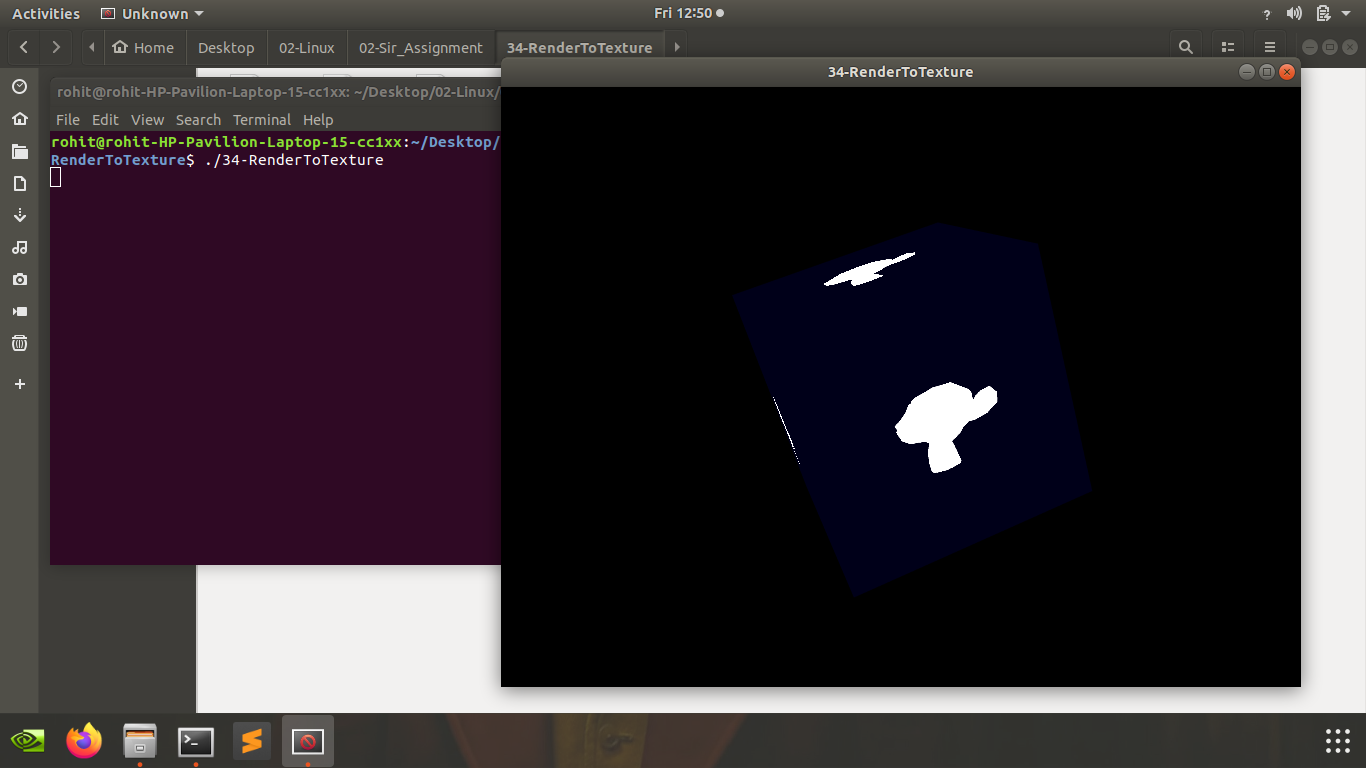 Activities Unknown Fri 12:50 ?
Home Desktop 02-Linux 02-Sir_Assignment 34-RenderToTexture
34-RenderToTexture
rohit@rohit-HP-Pavilion-Laptop-15-cc1xx: ~/Desktop/02-Linux/
File Edit View Search Terminal Help
rohit@rohit-HP-Pavilion-Laptop-15-cc1xx:~/Desktop/
RenderToTexture$ ./34-RenderToTexture